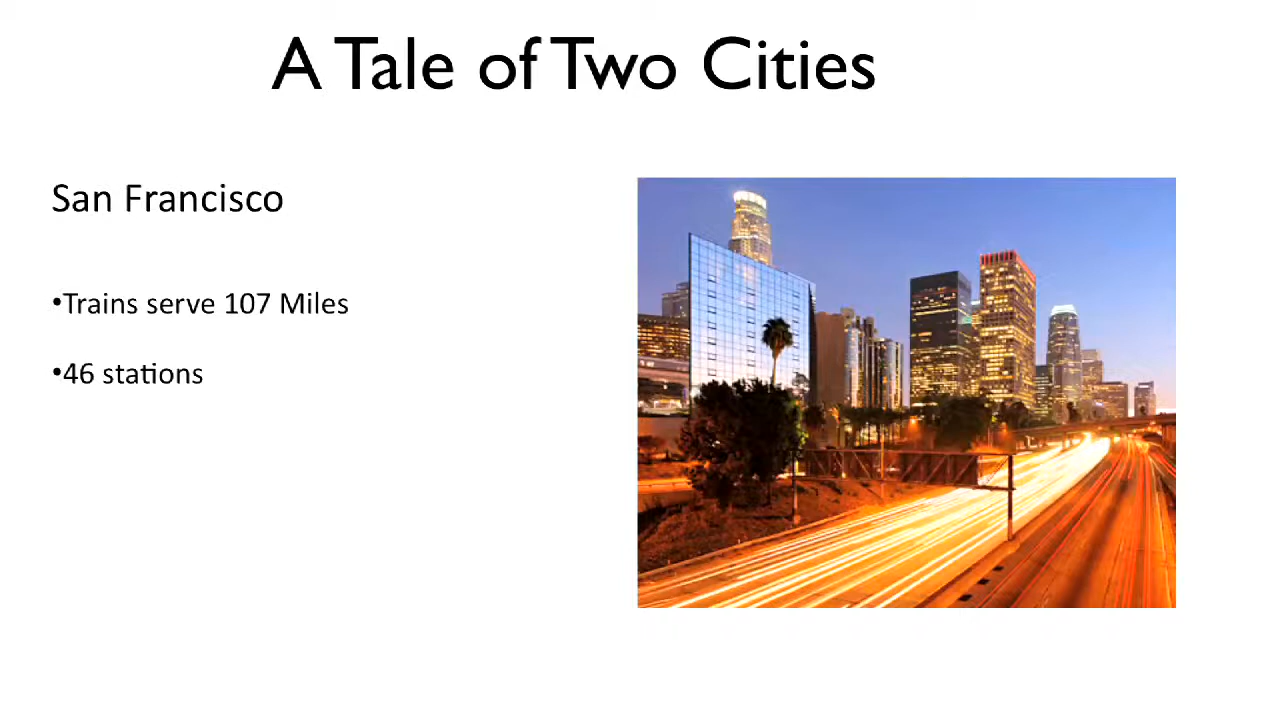 A Tale of Two Cities
San Francisco
•Trains serve 107 Miles
•46 stations